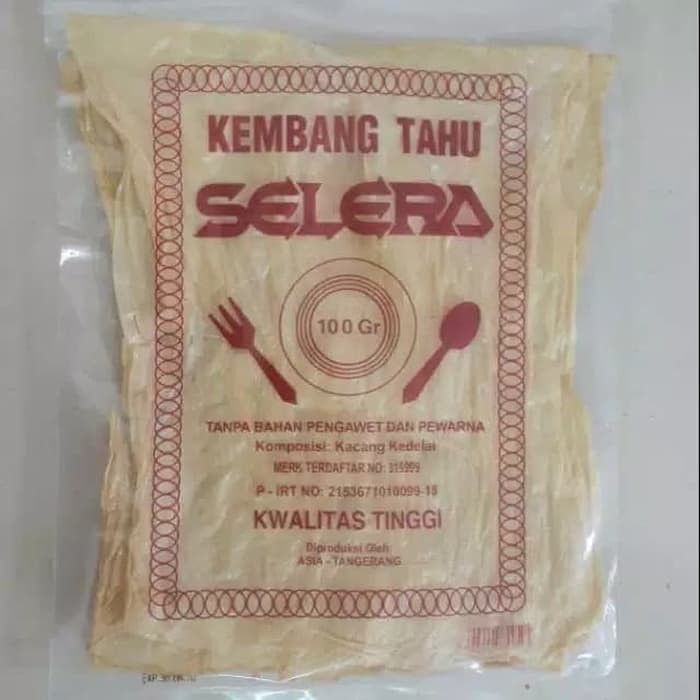 KEMBANG TAHU
SELERA
100 Gr
TANPA BAHAN PENGAWET DAN PEWARNA
Komposisi: Kacang Kedelai
MERK TERDAFTAR NO: 315999
P - IRT NO: 2153671010099-18
KWALITAS TINGGI
Diproduksi Oleh
ASIA - TANGERANG
EXP